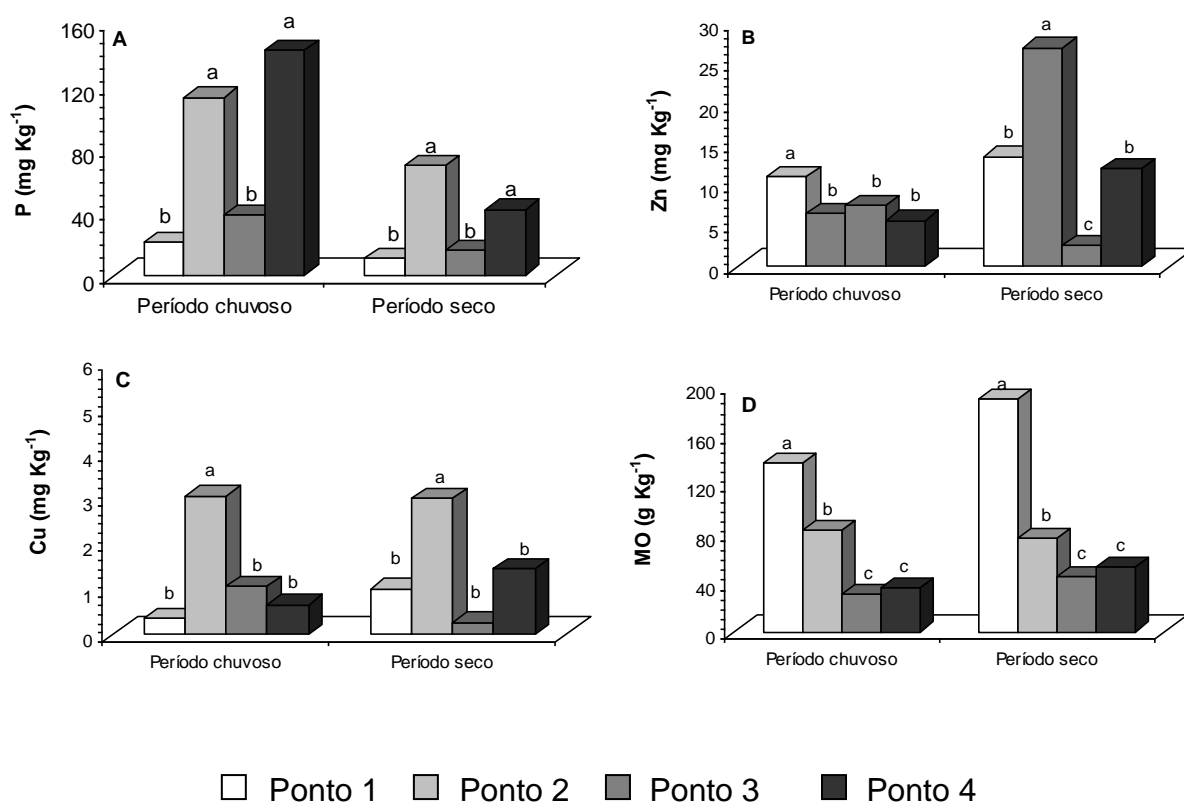 A
P (mg Kg⁻¹)
160
120
80
40
0
b
a
b
a
b
a
b
a
Período chuvoso Período seco
B
Zn (mg Kg⁻¹)
30
25
20
15
10
5
0
a
b
b
b
b
a
c
b
Período chuvoso Período seco
C
Cu (mg Kg⁻¹)
6
5
4
3
2
1
0
b
a
b
b
b
a
b
b
Período chuvoso Período seco
D
MO (g Kg⁻¹)
200
160
120
80
40
0
a
b
c
c
a
b
c
c
Período chuvoso Período seco
Ponto 1 Ponto 2 Ponto 3 Ponto 4